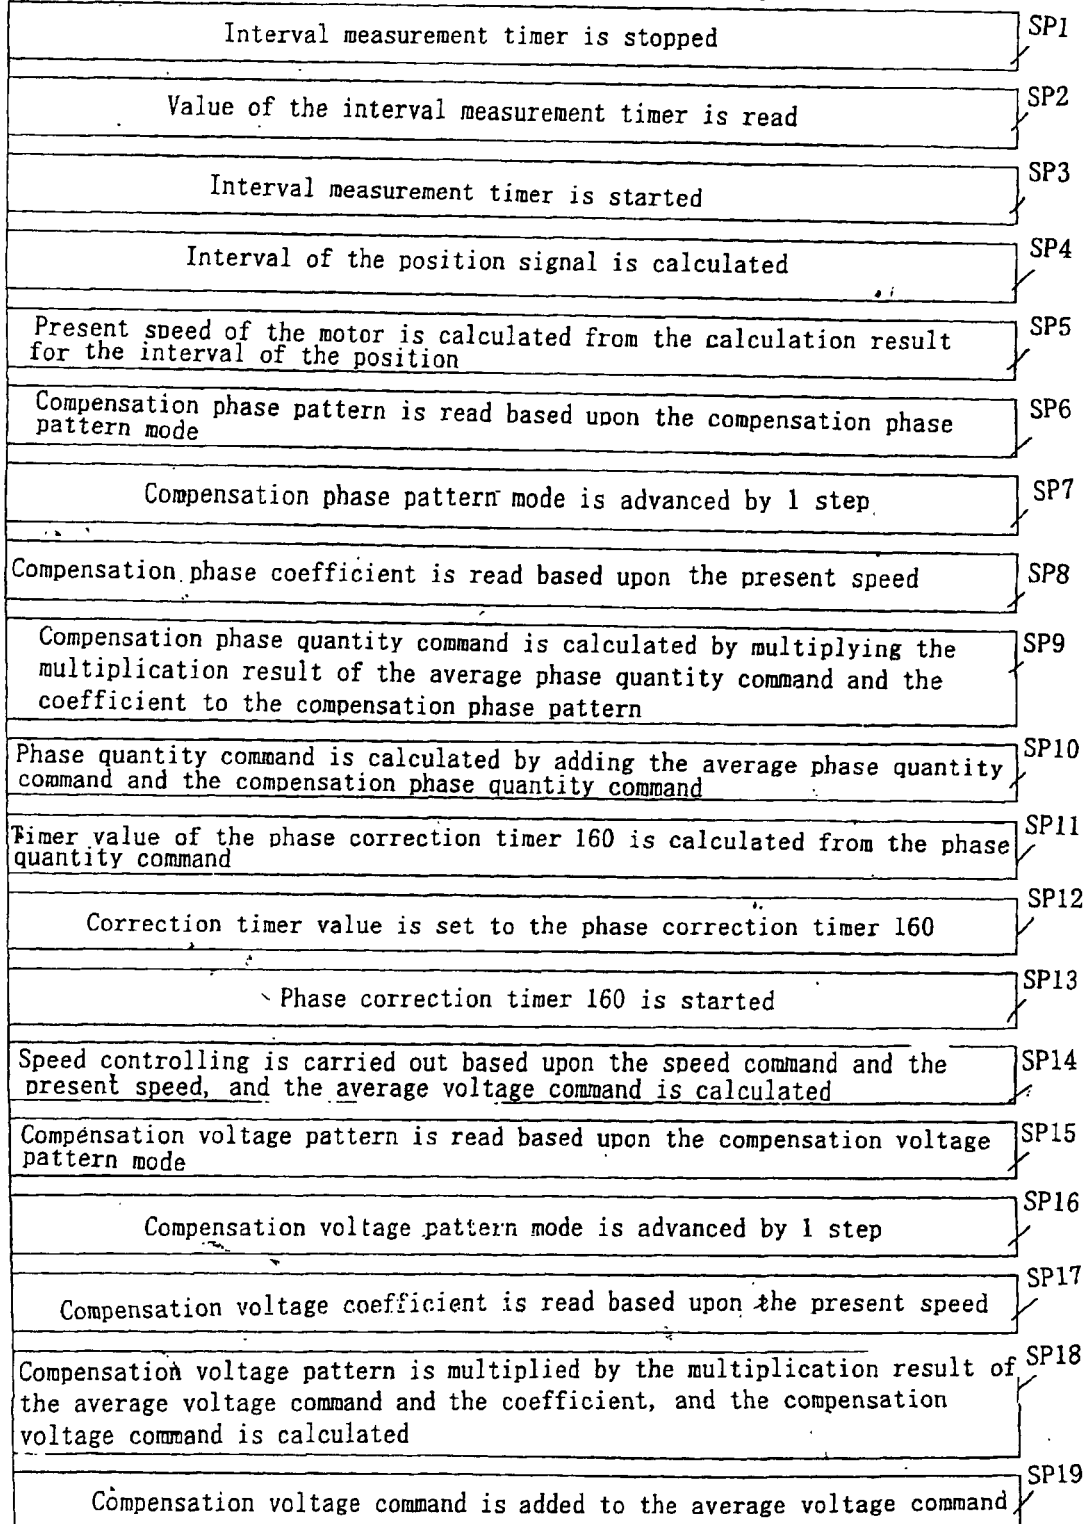 Interval measurement timer is stopped
SP1
Value of the interval measurement timer is read
SP2
Interval measurement timer is started
SP3
Interval of the position signal is calculated
SP4
Present speed of the motor is calculated from the calculation result
for the interval of the position
SP5
Compensation phase pattern is read based upon the compensation phase
pattern mode
SP6
Compensation phase pattern mode is advanced by 1 step
SP7
Compensation phase coefficient is read based upon the present speed
SP8
Compensation phase quantity command is calculated by multiplying the
multiplication result of the average phase quantity command and the
coefficient to the compensation phase pattern
SP9
Phase quantity command is calculated by adding the average phase quantity
command and the compensation phase quantity command
SP10
Timer value of the phase correction timer 160 is calculated from the phase
quantity command
SP11
Correction timer value is set to the phase correction timer 160
SP12
Phase correction timer 160 is started
SP13
Speed controlling is carried out based upon the speed command and the
present speed, and the average voltage command is calculated
SP14
Compensation voltage pattern is read based upon the compensation voltage
pattern mode
SP15
Compensation voltage pattern mode is advanced by 1 step
SP16
Compensation voltage coefficient is read based upon the present speed
SP17
Compensation voltage pattern is multiplied by the multiplication result of
the average voltage command and the coefficient, and the compensation
voltage command is calculated
SP18
Compensation voltage command is added to the average voltage command
SP19